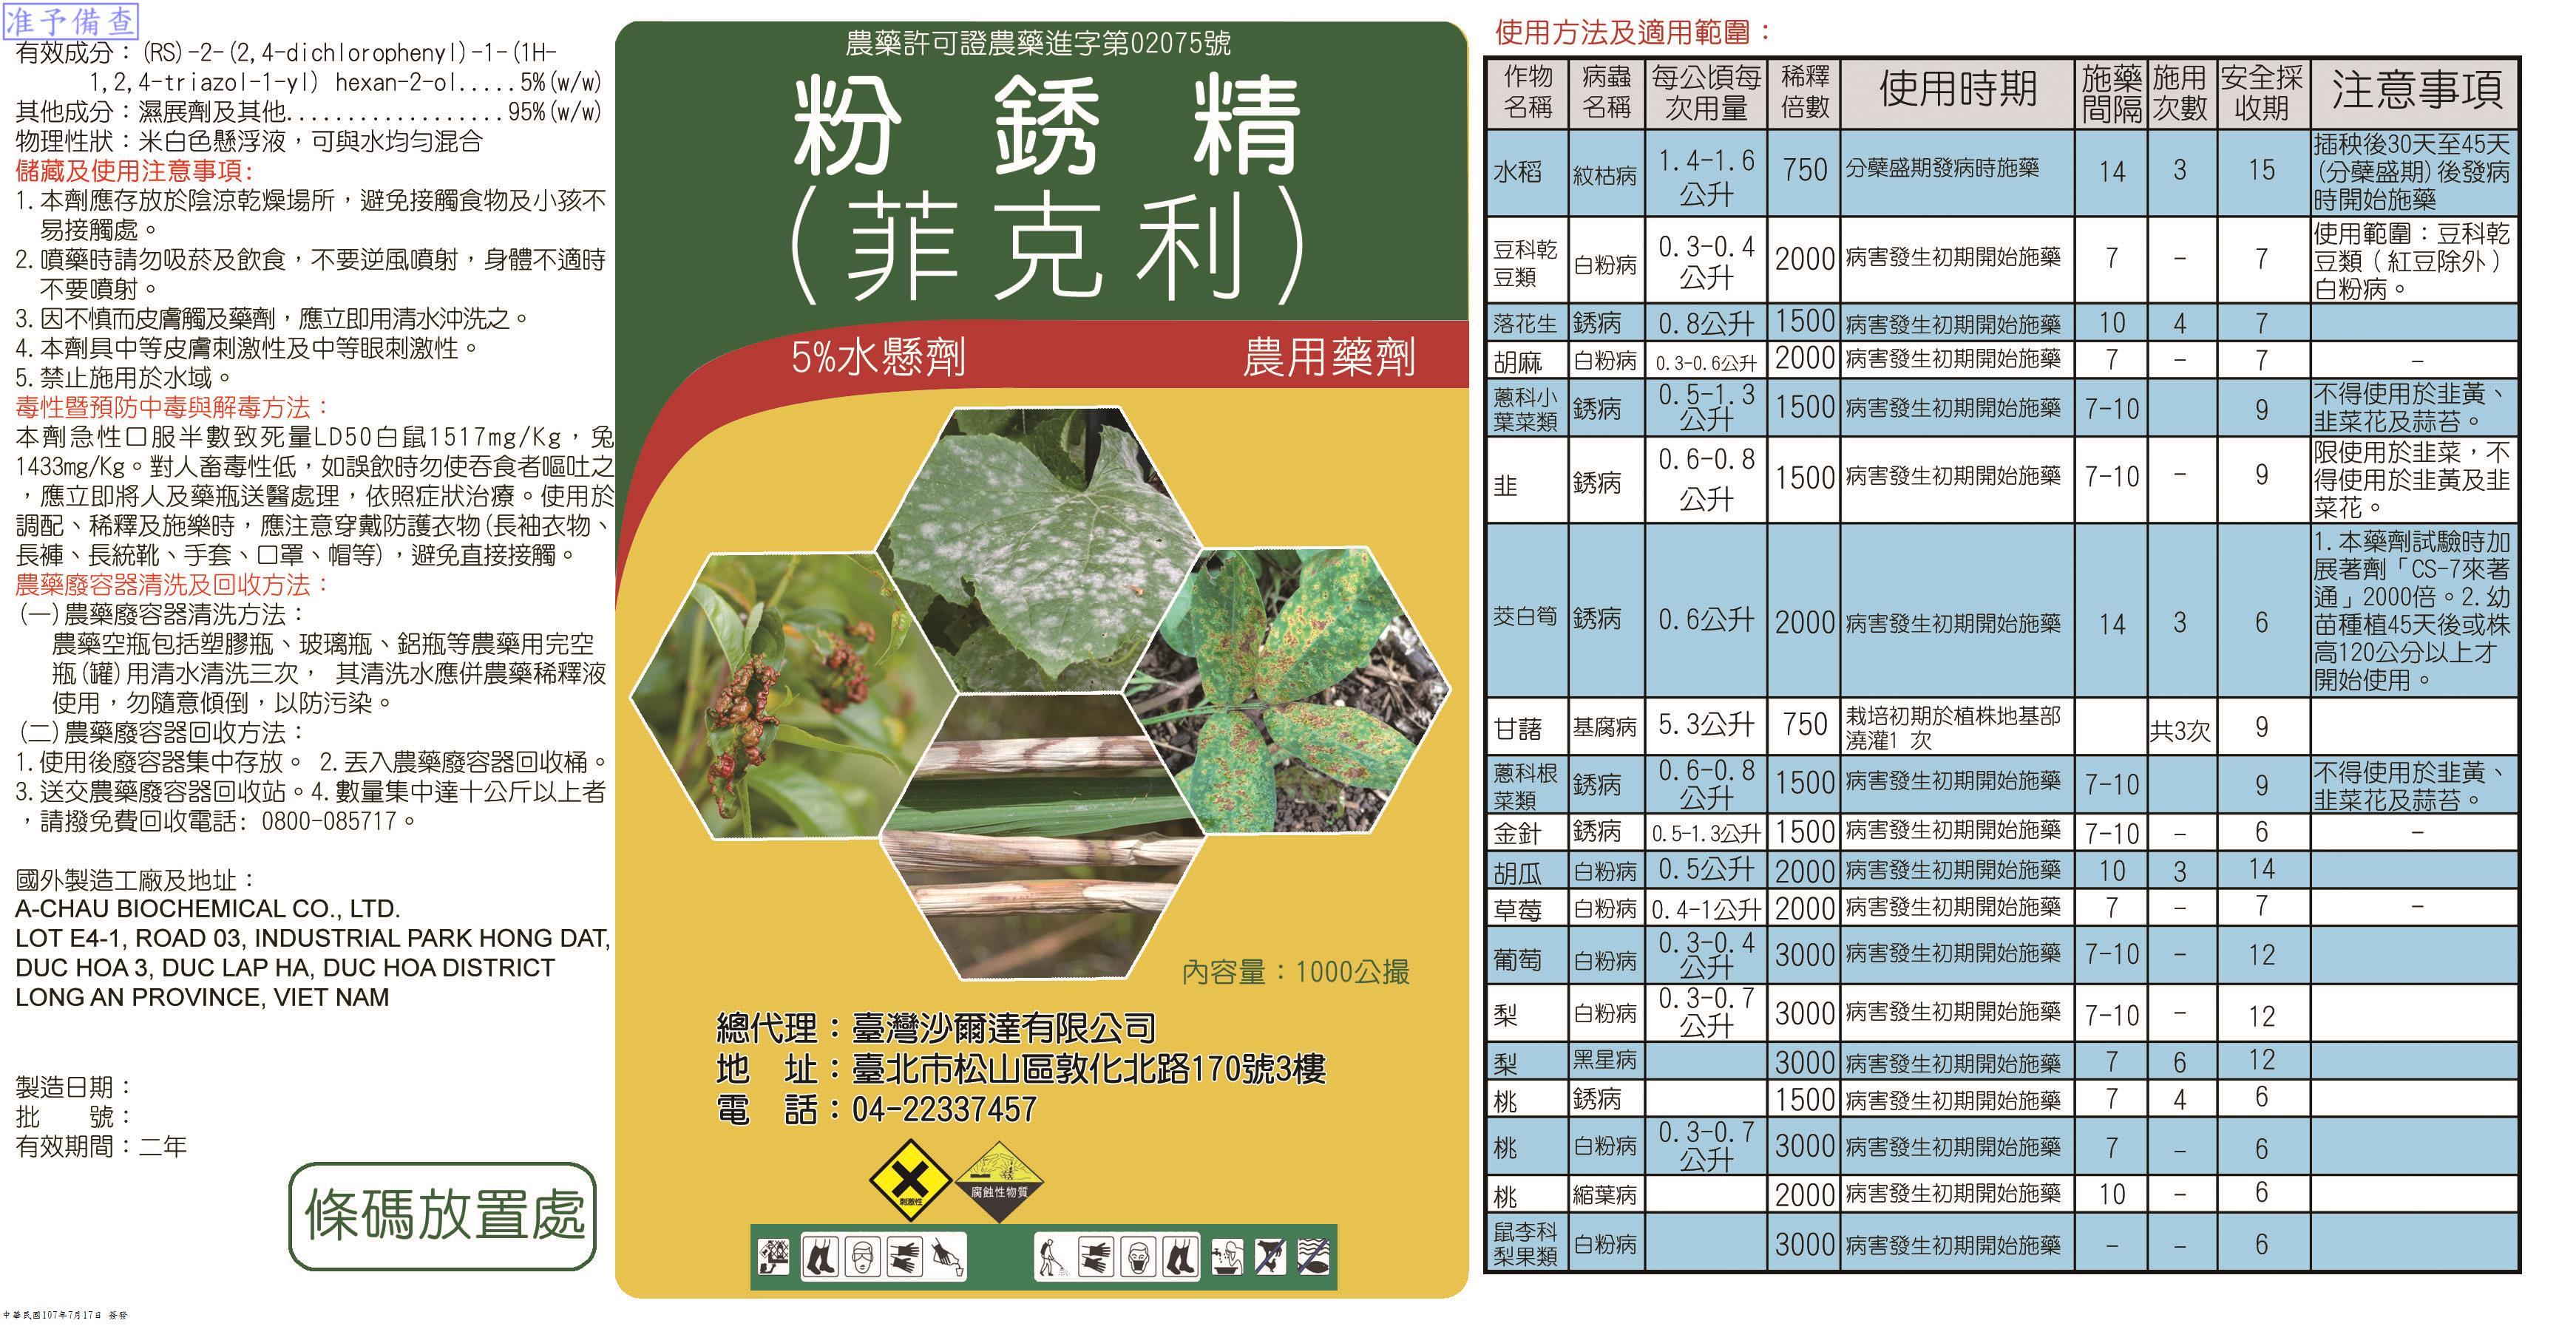 准予備查
有效成分：(RS)-2-(2,4-dichlorophenyl)-1-(1H-
1,2,4-triazol-1-yl) hexan-2-ol.....5%(w/w)
其他成分：濕展劑及其他..................95%(w/w)
物理性狀：米白色懸浮液，可與水均勻混合
儲藏及使用注意事項:
1.本劑應存放於陰涼乾燥場所，避免接觸食物及小孩不
易接觸處。
2.噴藥時請勿吸菸及飲食，不要逆風噴射，身體不適時
不要噴射。
3.因不慎而皮膚觸及藥劑，應立即用清水沖洗之。
4.本劑具中等皮膚刺激性及中等眼刺激性。
5.禁止施用於水域。
毒性暨預防中毒與解毒方法：
本劑急性口服半數致死量LD50白鼠1517mg/Kg，兔
1433mg/Kg。對人畜毒性低，如誤飲時勿使吞食者嘔吐之
，應立即將人及藥瓶送醫處理，依照症狀治療。使用於
調配、稀釋及施藥時，應注意穿戴防護衣物(長袖衣物、
長褲、長統靴、手套、口罩、帽等)，避免直接接觸。
農藥廢容器清洗及回收方法：
(一)農藥廢容器清洗方法：
農藥空瓶包括塑膠瓶、玻璃瓶、鋁瓶等農藥用完空
瓶(罐)用清水清洗三次， 其清洗水應併農藥稀釋液
使用，勿隨意傾倒，以防污染。
(二)農藥廢容器回收方法：
1.使用後廢容器集中存放。 2.丟入農藥廢容器回收桶。
3.送交農藥廢容器回收站。4.數量集中達十公斤以上者
，請撥免費回收電話: 0800-085717。
國外製造工廠及地址：
A-CHAU BIOCHEMICAL CO., LTD.
LOT E4-1, ROAD 03, INDUSTRIAL PARK HONG DAT,
DUC HOA 3, DUC LAP HA, DUC HOA DISTRICT
LONG AN PROVINCE, VIET NAM
製造日期：
批 號：
有效期間：二年
條碼放置處
中華民國107年7月17日 簽發
農藥許可證農藥進字第02075號
粉銹精
(菲克利)
5%水懸劑 農用藥劑
內容量：1000公撮
總代理：臺灣沙爾達有限公司
地 址：臺北市松山區敦化北路170號3樓
電 話：04-22337457
刺激性 腐蝕性物質
使用方法及適用範圍：
作物名稱 病蟲名稱 每公頃每次用量 稀釋倍數 使用時期 施藥間隔 施用次數 安全採收期 注意事項
水稻 紋枯病 1.4-1.6公升 750 分蘗盛期發病時施藥 14 3 15 插秧後30天至45天(分蘗盛期)後發病時開始施藥
豆科乾豆類 白粉病 0.3-0.4公升 2000 病害發生初期開始施藥 7 - 7 使用範圍：豆科乾豆類(紅豆除外)白粉病。
落花生 銹病 0.8公升 1500 病害發生初期開始施藥 10 4 7
胡麻 白粉病 0.3-0.6公升 2000 病害發生初期開始施藥 7 - 7 -
蔥科小葉菜類 銹病 0.5-1.3公升 1500 病害發生初期開始施藥 7-10 9 不得使用於韭黃、韭菜花及蒜苔。
韭 銹病 0.6-0.8公升 1500 病害發生初期開始施藥 7-10 - 9 限使用於韭菜，不得使用於韭黃及韭菜花。
茭白筍 銹病 0.6公升 2000 病害發生初期開始施藥 14 3 6 1.本藥劑試驗時加展著劑「CS-7來著通」2000倍。2.幼苗種植45天後或株高120公分以上才開始使用。
甘藷 基腐病 5.3公升 750 栽培初期於植株地基部澆灌1 次 共3次 9
蔥科根菜類 銹病 0.6-0.8公升 1500 病害發生初期開始施藥 7-10 9 不得使用於韭黃、韭菜花及蒜苔。
金針 銹病 0.5-1.3公升 1500 病害發生初期開始施藥 7-10 - 6 -
胡瓜 白粉病 0.5公升 2000 病害發生初期開始施藥 10 3 14
草莓 白粉病 0.4-1公升 2000 病害發生初期開始施藥 7 - 7 -
葡萄 白粉病 0.3-0.4公升 3000 病害發生初期開始施藥 7-10 - 12
梨 白粉病 0.3-0.7公升 3000 病害發生初期開始施藥 7-10 - 12
梨 黑星病 3000 病害發生初期開始施藥 7 6 12
桃 銹病 1500 病害發生初期開始施藥 7 4 6
桃 白粉病 0.3-0.7公升 3000 病害發生初期開始施藥 7 - 6
桃 縮葉病 2000 病害發生初期開始施藥 10 - 6
鼠李科梨果類 白粉病 3000 病害發生初期開始施藥 - - 6